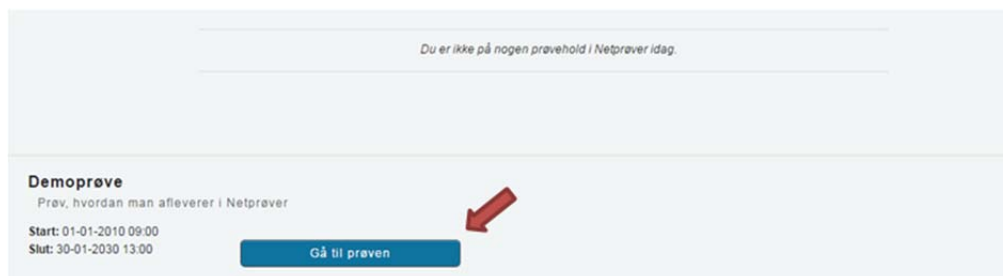 Du er ikke på nogen prøvehold i Netprøver idag.
Demoprøve
Prøv, hvordan man afleverer i Netprøver
Start: 01-01-2010 09:00
Slut: 30-01-2030 13:00
Gå til prøven